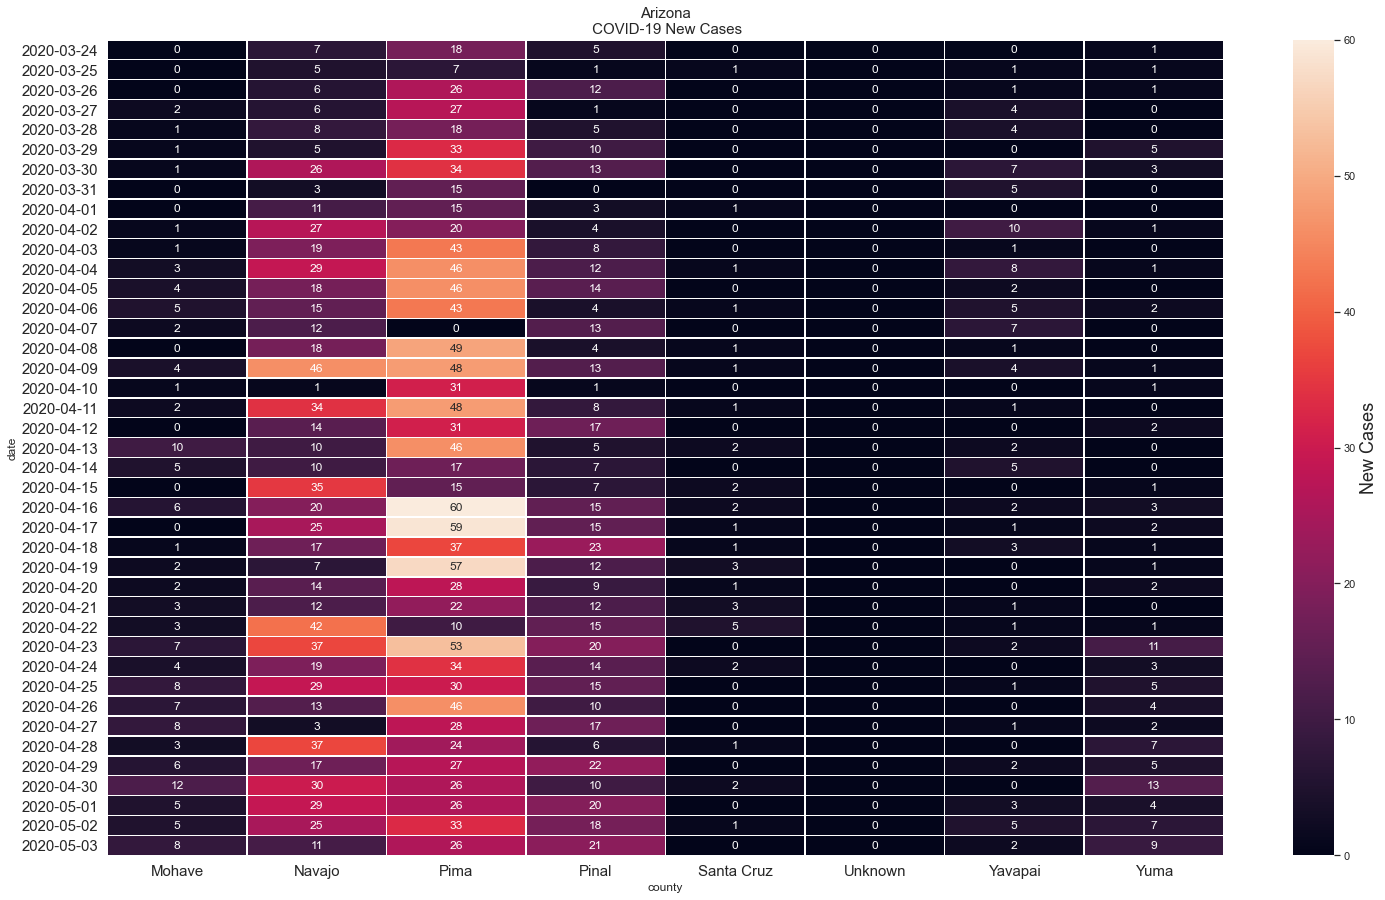 Arizona
COVID-19 New Cases
2020-03-24 0 7 18 5 0 0 0 1
2020-03-25 0 5 7 1 1 0 1 1
2020-03-26 0 6 26 12 0 0 1 1
2020-03-27 2 6 27 1 0 0 4 0
2020-03-28 1 8 18 5 0 0 4 0
2020-03-29 1 5 33 10 0 0 0 5
2020-03-30 1 26 34 13 0 0 7 3
2020-03-31 0 3 15 0 0 0 5 0
2020-04-01 0 11 15 3 1 0 0 0
2020-04-02 1 27 20 4 0 0 10 1
2020-04-03 1 19 43 8 0 0 1 0
2020-04-04 3 29 46 12 1 0 8 1
2020-04-05 4 18 46 14 0 0 2 0
2020-04-06 5 15 43 4 1 0 5 2
2020-04-07 2 12 0 13 0 0 7 0
2020-04-08 0 18 49 4 1 0 1 0
2020-04-09 4 46 48 13 1 0 4 1
2020-04-10 1 1 31 1 0 0 0 1
2020-04-11 2 34 48 8 1 0 1 0
2020-04-12 0 14 31 17 0 0 0 2
2020-04-13 10 10 46 5 2 0 2 0
2020-04-14 5 10 17 7 0 0 5 0
2020-04-15 0 35 15 7 2 0 0 1
2020-04-16 6 20 60 15 2 0 2 3
2020-04-17 0 25 59 15 1 0 1 2
2020-04-18 1 17 37 23 1 0 3 1
2020-04-19 2 7 57 12 3 0 0 1
2020-04-20 2 14 28 9 1 0 0 2
2020-04-21 3 12 22 12 3 0 1 0
2020-04-22 3 42 10 15 5 0 1 1
2020-04-23 7 37 53 20 0 0 2 11
2020-04-24 4 19 34 14 2 0 0 3
2020-04-25 8 29 30 15 0 0 1 5
2020-04-26 7 13 46 10 0 0 0 4
2020-04-27 8 3 28 17 0 0 1 2
2020-04-28 3 37 24 6 1 0 0 7
2020-04-29 6 17 27 22 0 0 2 5
2020-04-30 12 30 26 10 2 0 0 13
2020-05-01 5 29 26 20 0 0 3 4
2020-05-02 5 25 33 18 1 0 5 7
2020-05-03 8 11 26 21 0 0 2 9
Mohave Navajo Pima Pinal Santa Cruz Unknown Yavapai Yuma
county
date
60
50
40
30
20
10
0
New Cases